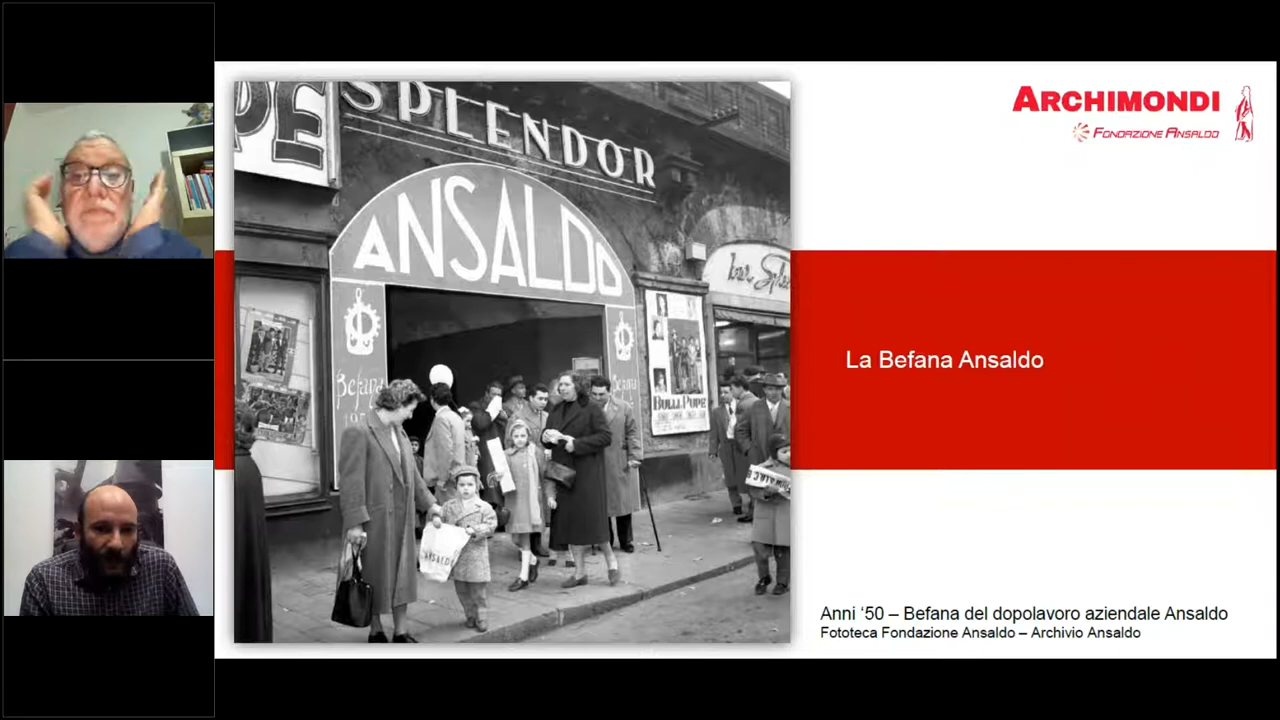 ARCHIMONDI
FONDAZIONE ANSALDO
PE
SPLENDOR
ANSALDO
Befana
BULLI PUPE
ANSALDO
La Befana Ansaldo
Anni ‘50 – Befana del dopolavoro aziendale Ansaldo
Fototeca Fondazione Ansaldo – Archivio Ansaldo